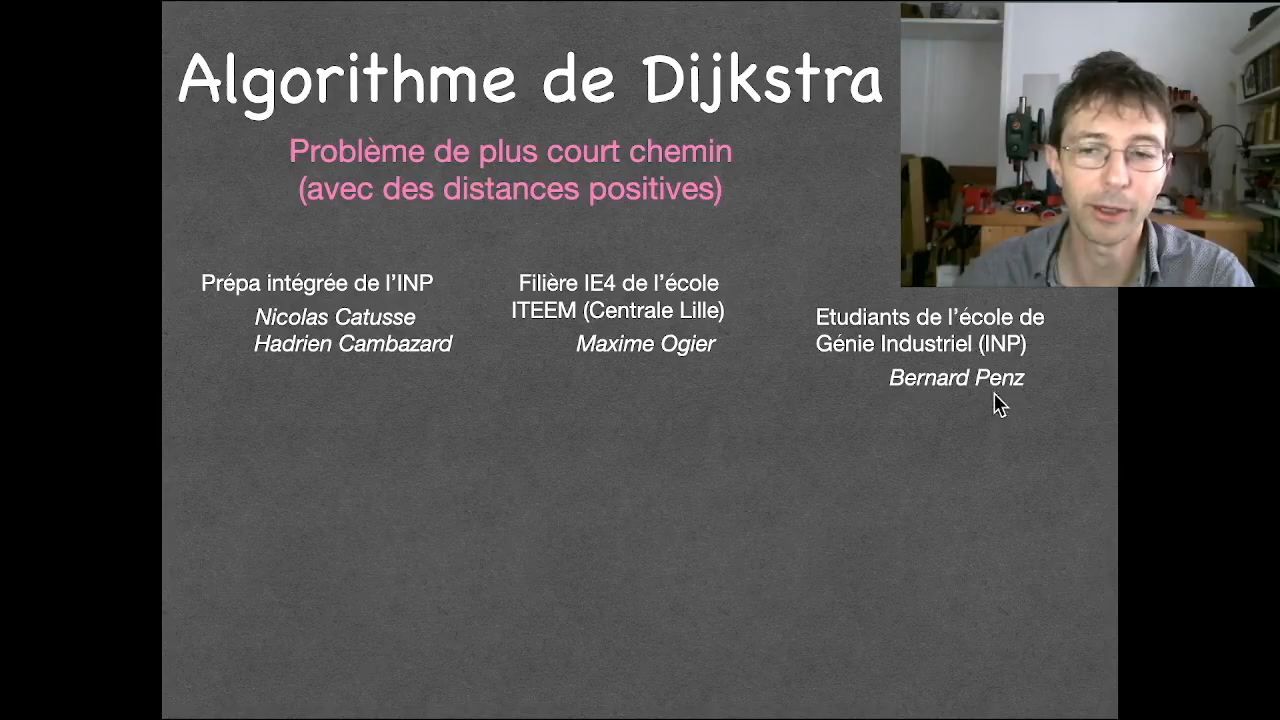 Algorithme de Dijkstra
Problème de plus court chemin
(avec des distances positives)
Prépa intégrée de l'INP
Nicolas Catusse
Hadrien Cambazard
Filière IE4 de l'école
ITEEM (Centrale Lille)
Maxime Ogier
Etudiants de l'école de
Génie Industriel (INP)
Bernard Penz